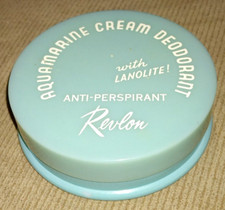 AQUAMARINE CREAM DEODORANT
with
LANOLITE!
ANTI-PERSPIRANT
Revlon